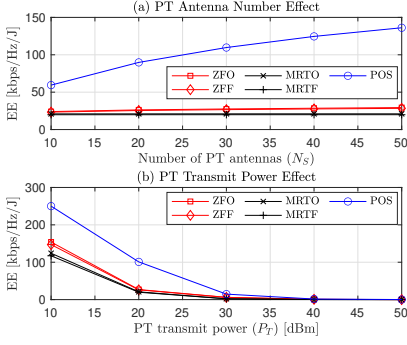 (a) PT Antenna Number Effect
150
100
50
0
EE [kbps/Hz/J]
ZFO MRTO POS
ZFF MRTF
10 15 20 25 30 35 40 45 50
Number of PT antennas (N_S)
(b) PT Transmit Power Effect
300
200
100
0
EE [kbps/Hz/J]
ZFO MRTO POS
ZFF MRTF
10 15 20 25 30 35 40 45 50
PT transmit power (P_T) [dBm]